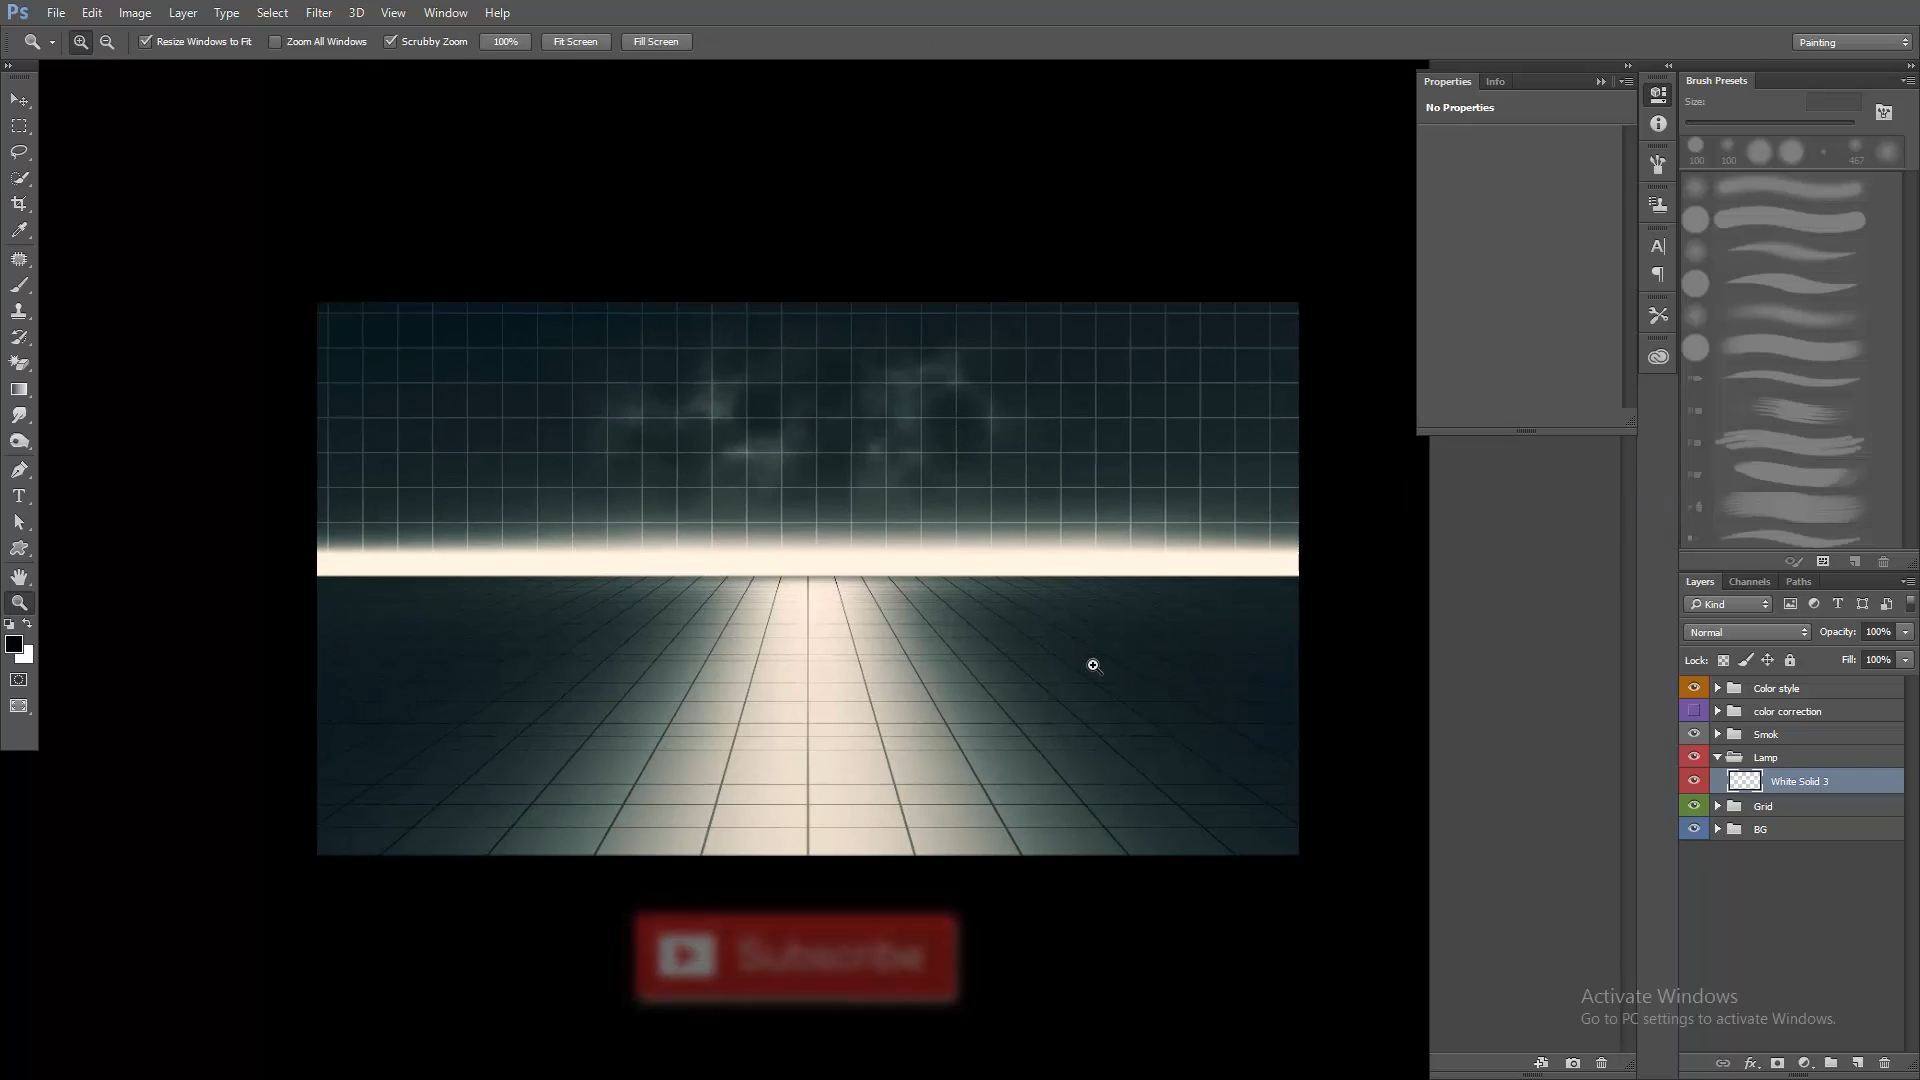 Ps File Edit Image Layer Type Select Filter 3D View Window Help
Resize Windows to Fit Zoom All Windows Scrubby Zoom 100% Fit Screen Fill Screen Painting
Properties Info
No Properties
Brush Presets
Size:
100 100 467
Layers Channels Paths
Kind
Normal Opacity: 100%
Lock: Fill: 100%
Color style
color correction
Smok
Lamp
White Solid 3
Grid
BG
Subscribe
Activate Windows
Go to PC settings to activate Windows.